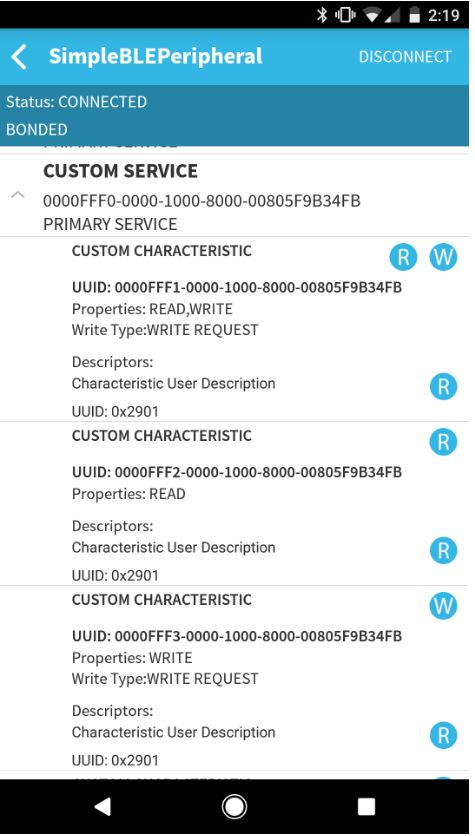 2:19
SimpleBLEPeripheral DISCONNECT
Status: CONNECTED
BONDED
CUSTOM SERVICE
0000FFF0-0000-1000-8000-00805F9B34FB
PRIMARY SERVICE
CUSTOM CHARACTERISTIC R W
UUID: 0000FFF1-0000-1000-8000-00805F9B34FB
Properties: READ,WRITE
Write Type:WRITE REQUEST
Descriptors:
Characteristic User Description R
UUID: 0x2901
CUSTOM CHARACTERISTIC R
UUID: 0000FFF2-0000-1000-8000-00805F9B34FB
Properties: READ
Descriptors:
Characteristic User Description R
UUID: 0x2901
CUSTOM CHARACTERISTIC W
UUID: 0000FFF3-0000-1000-8000-00805F9B34FB
Properties: WRITE
Write Type:WRITE REQUEST
Descriptors:
Characteristic User Description R
UUID: 0x2901